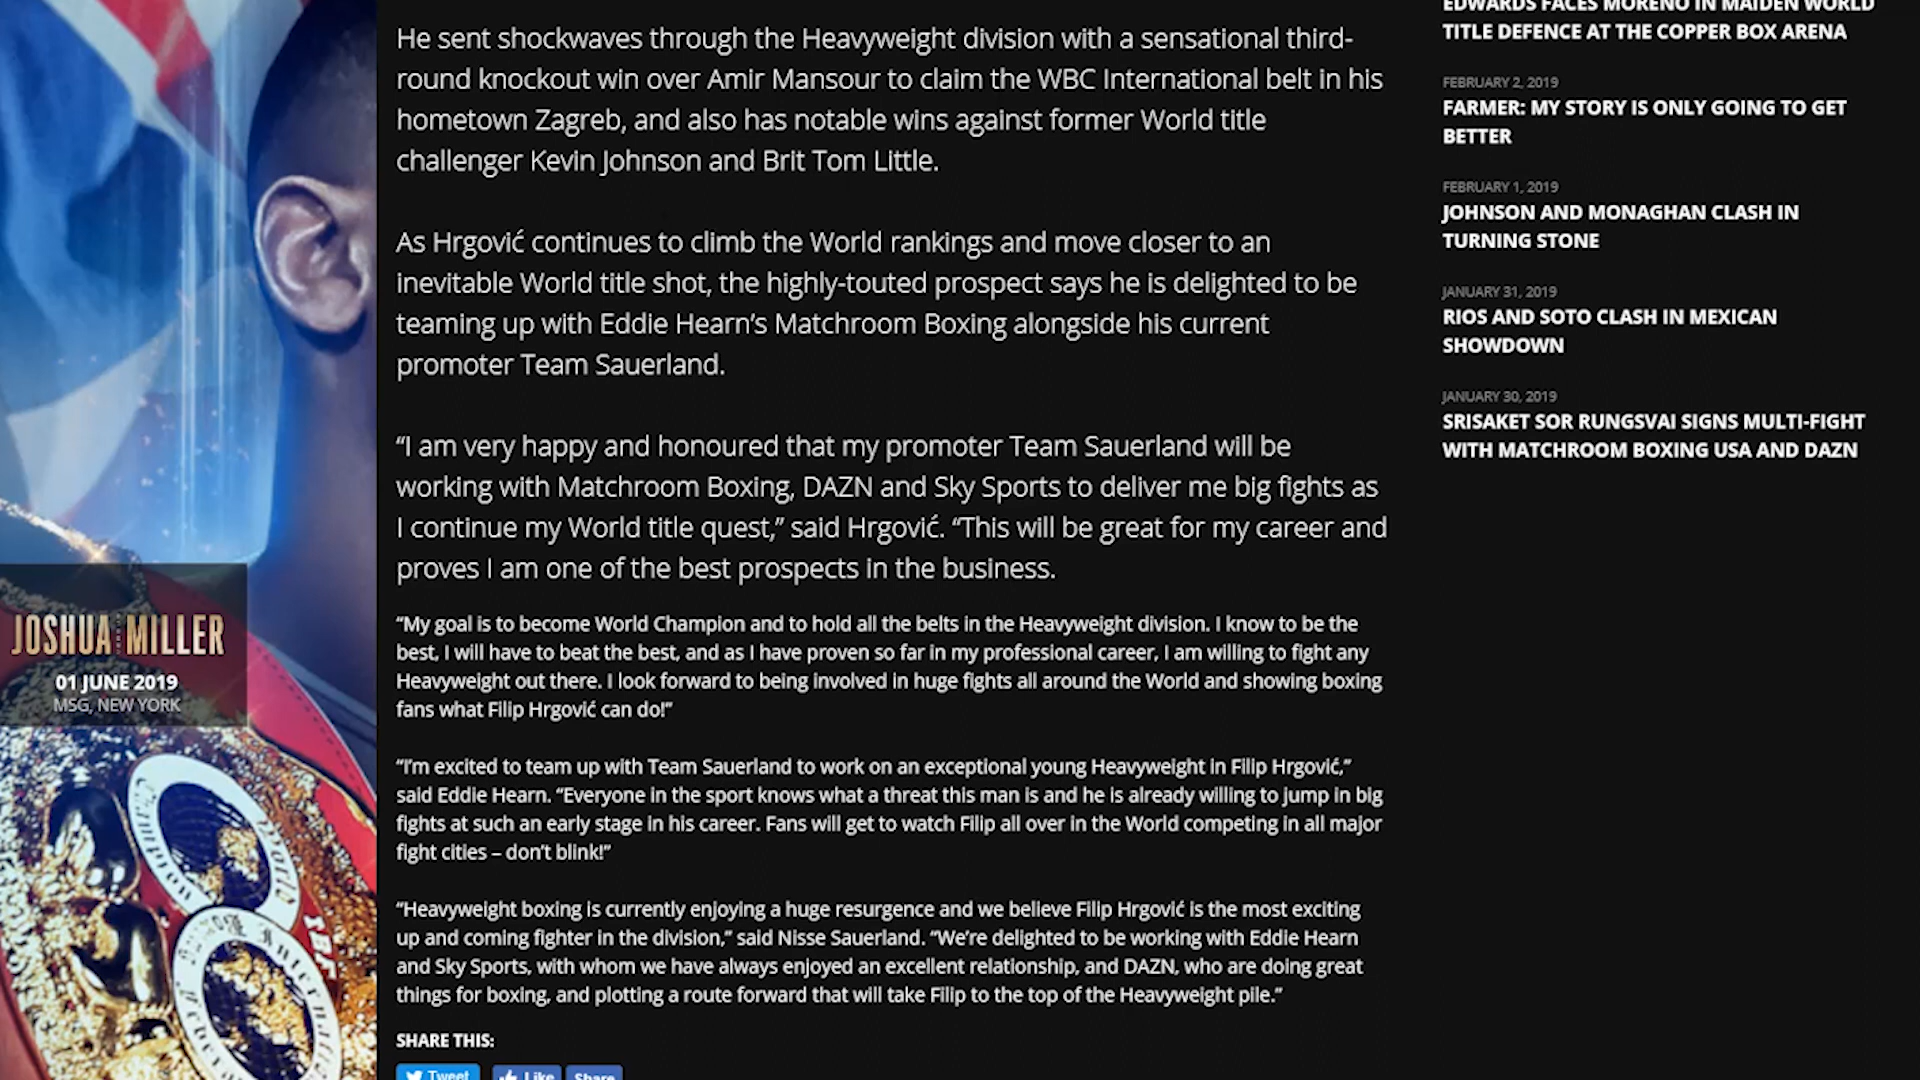 He sent shockwaves through the Heavyweight division with a sensational third-
round knockout win over Amir Mansour to claim the WBC International belt in his
hometown Zagreb, and also has notable wins against former World title
challenger Kevin Johnson and Brit Tom Little.
As Hrgović continues to climb the World rankings and move closer to an
inevitable World title shot, the highly-touted prospect says he is delighted to be
teaming up with Eddie Hearn’s Matchroom Boxing alongside his current
promoter Team Sauerland.
“I am very happy and honoured that my promoter Team Sauerland will be
working with Matchroom Boxing, DAZN and Sky Sports to deliver me big fights as
I continue my World title quest,” said Hrgović. “This will be great for my career and
proves I am one of the best prospects in the business.
“My goal is to become World Champion and to hold all the belts in the Heavyweight division. I know to be the
best, I will have to beat the best, and as I have proven so far in my professional career, I am willing to fight any
Heavyweight out there. I look forward to being involved in huge fights all around the World and showing boxing
fans what Filip Hrgović can do!”
“I’m excited to team up with Team Sauerland to work on an exceptional young Heavyweight in Filip Hrgović,”
said Eddie Hearn. “Everyone in the sport knows what a threat this man is and he is already willing to jump in big
fights at such an early stage in his career. Fans will get to watch Filip all over in the World competing in all major
fight cities – don’t blink!”
“Heavyweight boxing is currently enjoying a huge resurgence and we believe Filip Hrgović is the most exciting
up and coming fighter in the division,” said Nisse Sauerland. “We’re delighted to be working with Eddie Hearn
and Sky Sports, with whom we have always enjoyed an excellent relationship, and DAZN, who are doing great
things for boxing, and plotting a route forward that will take Filip to the top of the Heavyweight pile.”
SHARE THIS:
Tweet Like Share
EDWARDS FACES MORENO IN MAIDEN WORLD
TITLE DEFENCE AT THE COPPER BOX ARENA
FEBRUARY 2, 2019
FARMER: MY STORY IS ONLY GOING TO GET
BETTER
FEBRUARY 1, 2019
JOHNSON AND MONAGHAN CLASH IN
TURNING STONE
JANUARY 31, 2019
RIOS AND SOTO CLASH IN MEXICAN
SHOWDOWN
JANUARY 30, 2019
SRISAKET SOR RUNGSVAI SIGNS MULTI-FIGHT
WITH MATCHROOM BOXING USA AND DAZN
JOSHUA MILLER
01 JUNE 2019
MSG, NEW YORK
Champion
World